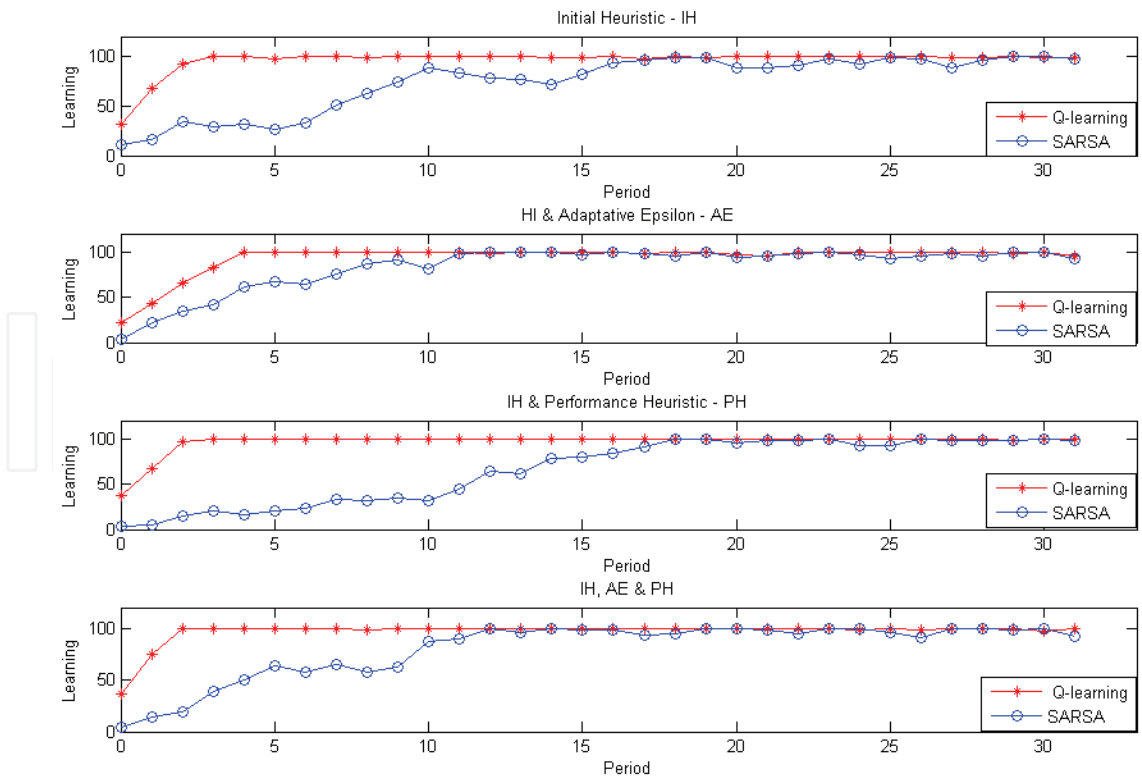 Initial Heuristic - IH
100
50
0
Learning
0 5 10 15 20 25 30
Period
Q-learning
SARSA
HI & Adaptative Epsilon - AE
100
50
0
Learning
0 5 10 15 20 25 30
Period
Q-learning
SARSA
IH & Performance Heuristic - PH
100
50
0
Learning
0 5 10 15 20 25 30
Period
Q-learning
SARSA
IH, AE & PH
100
50
0
Learning
0 5 10 15 20 25 30
Period
Q-learning
SARSA